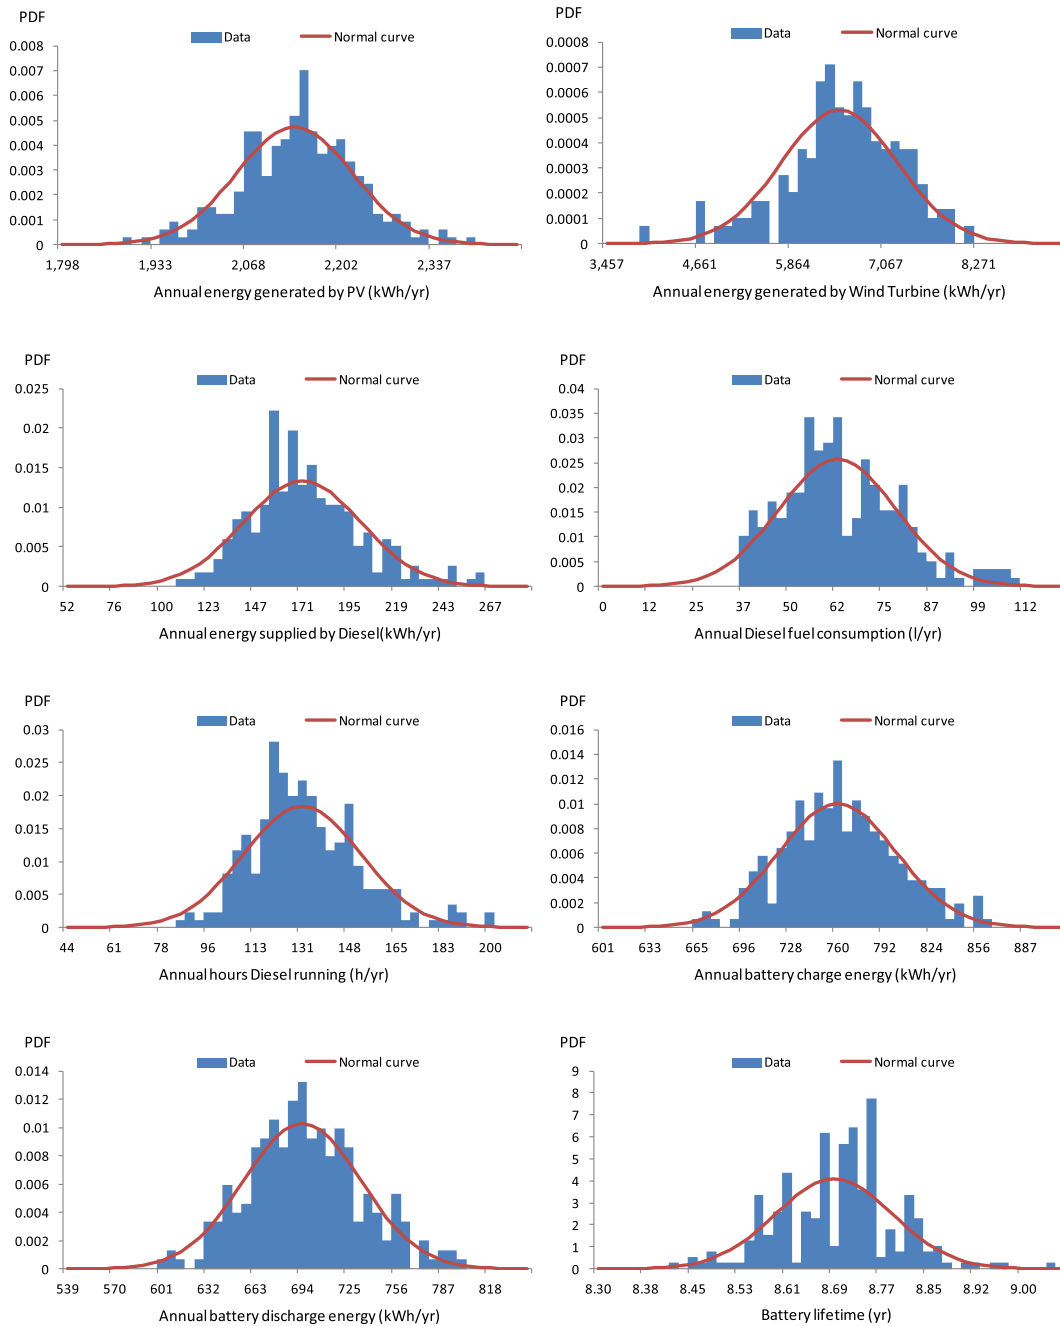 PDF
Data Normal curve
0.008
0.007
0.006
0.005
0.004
0.003
0.002
0.001
0
1,798 1,933 2,068 2,202 2,337
Annual energy generated by PV (kWh/yr)
PDF
Data Normal curve
0.0008
0.0007
0.0006
0.0005
0.0004
0.0003
0.0002
0.0001
0
3,457 4,661 5,864 7,067 8,271
Annual energy generated by Wind Turbine (kWh/yr)
PDF
Data Normal curve
0.025
0.02
0.015
0.01
0.005
0
52 76 100 123 147 171 195 219 243 267
Annual energy supplied by Diesel(kWh/yr)
PDF
Data Normal curve
0.04
0.035
0.03
0.025
0.02
0.015
0.01
0.005
0
0 12 25 37 50 62 75 87 99 112
Annual Diesel fuel consumption (l/yr)
PDF
Data Normal curve
0.03
0.025
0.02
0.015
0.01
0.005
0
44 61 78 96 113 131 148 165 183 200
Annual hours Diesel running (h/yr)
PDF
Data Normal curve
0.016
0.014
0.012
0.01
0.008
0.006
0.004
0.002
0
601 633 665 696 728 760 792 824 856 887
Annual battery charge energy (kWh/yr)
PDF
Data Normal curve
0.014
0.012
0.01
0.008
0.006
0.004
0.002
0
539 570 601 632 663 694 725 756 787 818
Annual battery discharge energy (kWh/yr)
PDF
Data Normal curve
9
8
7
6
5
4
3
2
1
0
8.30 8.38 8.45 8.53 8.61 8.69 8.77 8.85 8.92 9.00
Battery lifetime (yr)